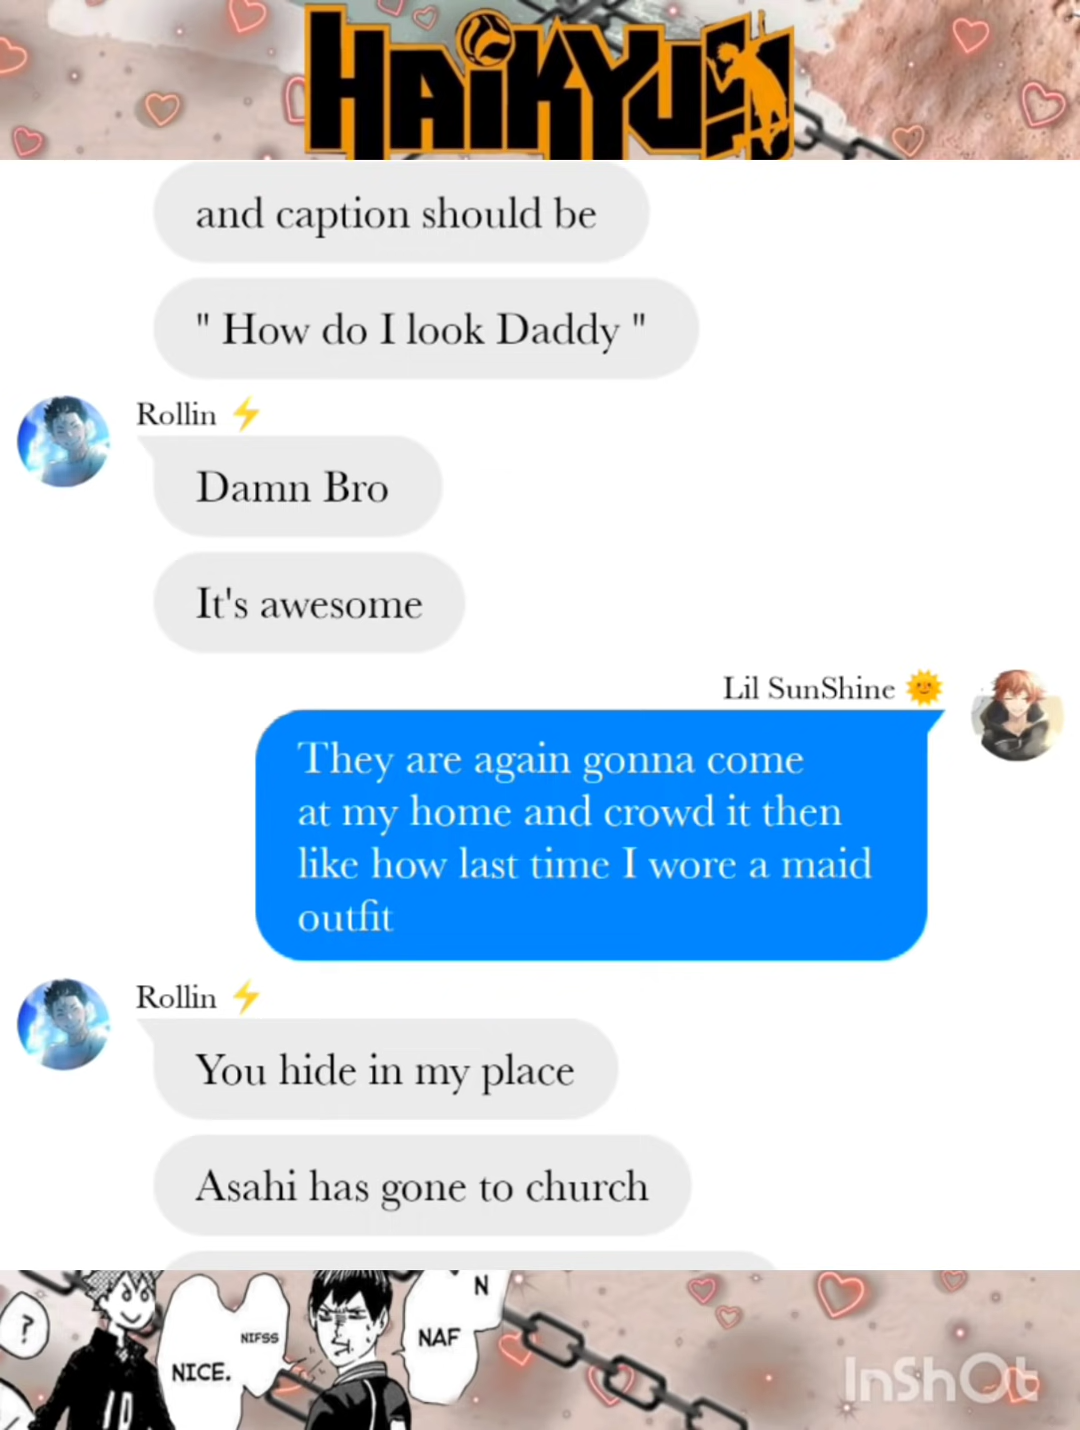 HAIKYU!!
and caption should be
" How do I look Daddy "
Rollin ⚡
Damn Bro
It's awesome
Lil SunShine 🌞
They are again gonna come
at my home and crowd it then
like how last time I wore a maid
outfit
Rollin ⚡
You hide in my place
Asahi has gone to church
?
NIFSS
NICE.
N
NAF
10
InShOt